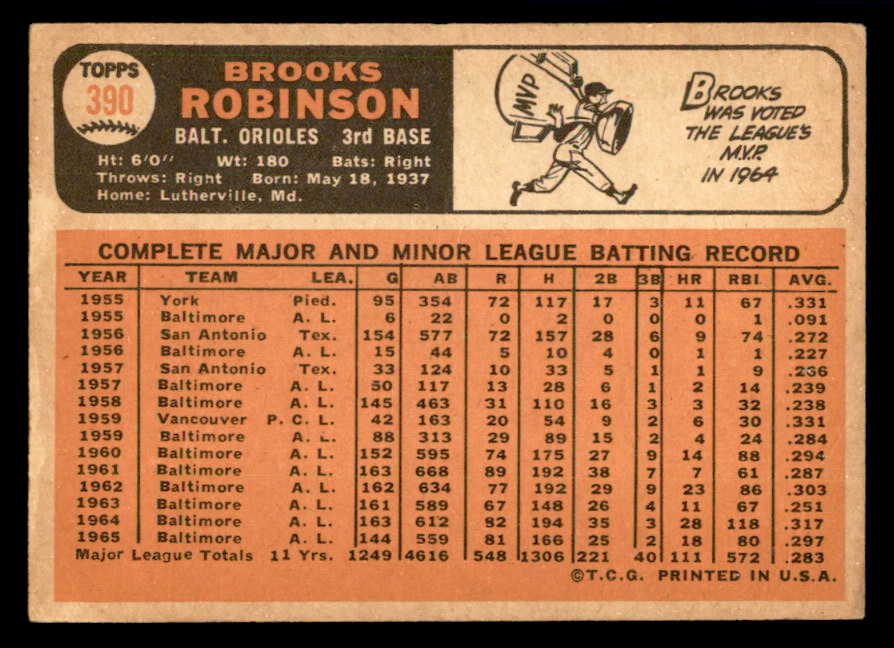 TOPPS
390
BROOKS
ROBINSON
BALT. ORIOLES 3rd BASE
Ht: 6'0" Wt: 180 Bats: Right
Throws: Right Born: May 18, 1937
Home: Lutherville, Md.
MVP
BROOKS
WAS VOTED
THE LEAGUE'S
M.V.P.
IN 1964
COMPLETE MAJOR AND MINOR LEAGUE BATTING RECORD
YEAR TEAM LEA. G AB R H 2B 3B HR RBI AVG.
1955 York Pied. 95 354 72 117 17 3 11 67 .331
1955 Baltimore A. L. 6 22 0 2 0 0 0 1 .091
1956 San Antonio Tex. 154 577 72 157 28 6 9 74 .272
1956 Baltimore A. L. 15 44 5 10 4 0 1 1 .227
1957 San Antonio Tex. 33 124 10 33 5 1 1 9 .266
1957 Baltimore A. L. 50 117 13 28 6 1 2 14 .239
1958 Baltimore A. L. 145 463 31 110 16 3 3 32 .238
1959 Vancouver P. C. L. 42 163 20 54 9 2 6 30 .331
1959 Baltimore A. L. 88 313 29 89 15 2 4 24 .284
1960 Baltimore A. L. 152 595 74 175 27 9 14 88 .294
1961 Baltimore A. L. 163 668 89 192 38 7 7 61 .287
1962 Baltimore A. L. 162 634 77 192 29 9 23 86 .303
1963 Baltimore A. L. 161 589 67 148 26 4 11 67 .251
1964 Baltimore A. L. 163 612 82 194 35 3 28 118 .317
1965 Baltimore A. L. 144 559 81 166 25 2 18 80 .297
Major League Totals 11 Yrs. 1249 4616 548 1306 221 40 111 572 .283
©T.C.G. PRINTED IN U.S.A.